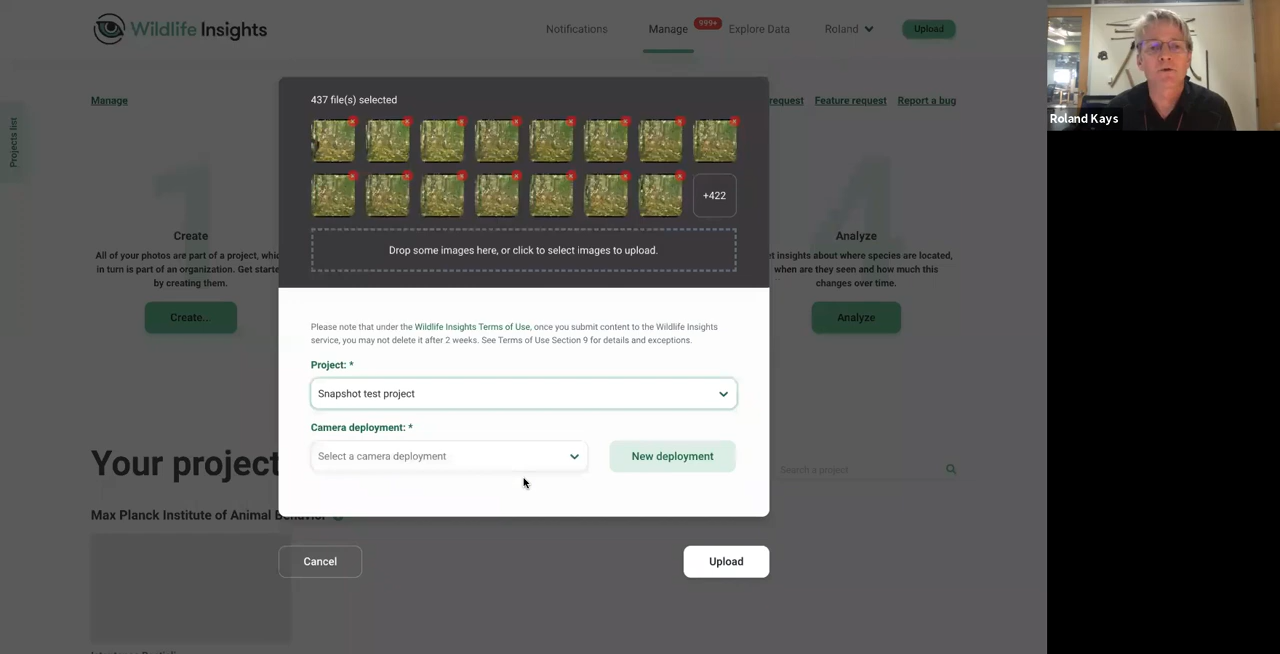 Wildlife Insights
Notifications
Manage
999+
Explore Data
Roland
Upload
Manage
request
Feature request
Report a bug
Projects list
437 file(s) selected
+422
Drop some images here, or click to select images to upload.
1
Create
All of your photos are part of a project, whic
in turn is part of an organization. Get starte
by creating them.
Create..
4
Analyze
t insights about where species are located,
when are they seen and how much this
changes over time.
Analyze
Please note that under the Wildlife Insights Terms of Use, once you submit content to the Wildlife Insights
service, you may not delete it after 2 weeks. See Terms of Use Section 9 for details and exceptions.
Project: *
Snapshot test project
Camera deployment: *
Select a camera deployment
New deployment
Your project
Search a project
Max Planck Institute of Animal Behavior
Cancel
Upload
Roland Kays